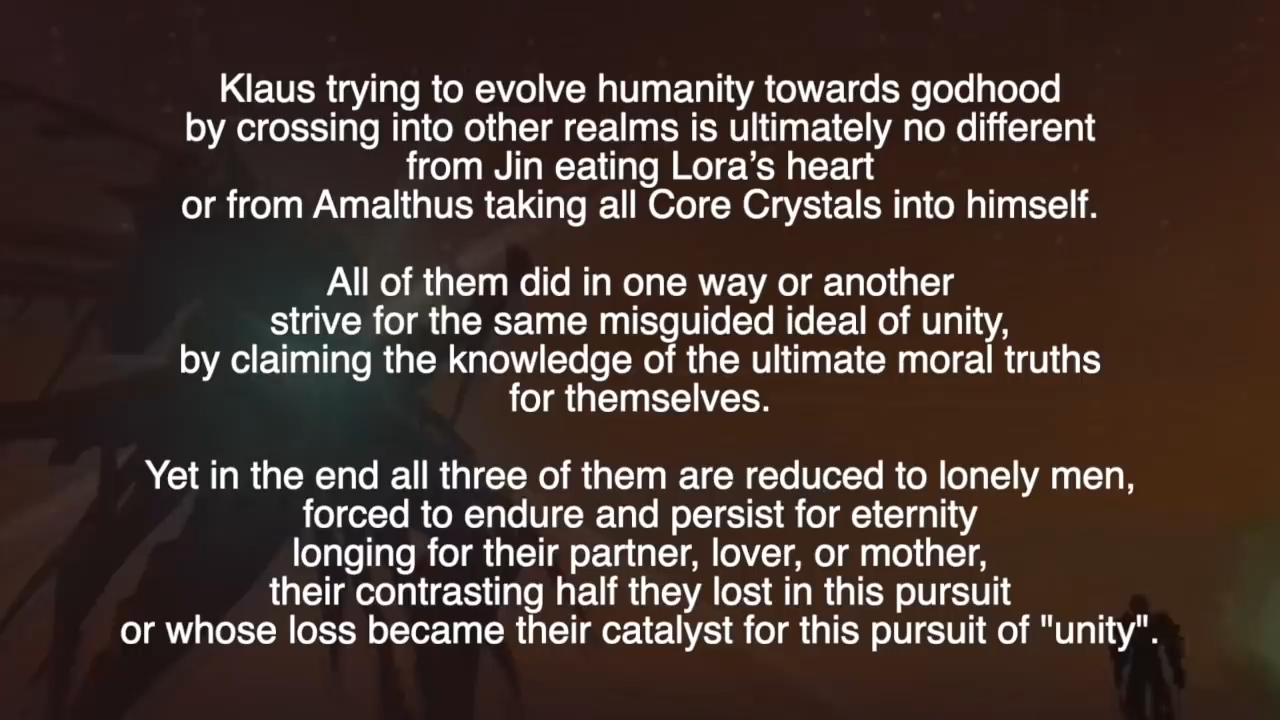 Klaus trying to evolve humanity towards godhood
by crossing into other realms is ultimately no different
from Jin eating Lora’s heart
or from Amalthus taking all Core Crystals into himself.
All of them did in one way or another
strive for the same misguided ideal of unity,
by claiming the knowledge of the ultimate moral truths
for themselves.
Yet in the end all three of them are reduced to lonely men,
forced to endure and persist for eternity
longing for their partner, lover, or mother,
their contrasting half they lost in this pursuit
or whose loss became their catalyst for this pursuit of "unity".